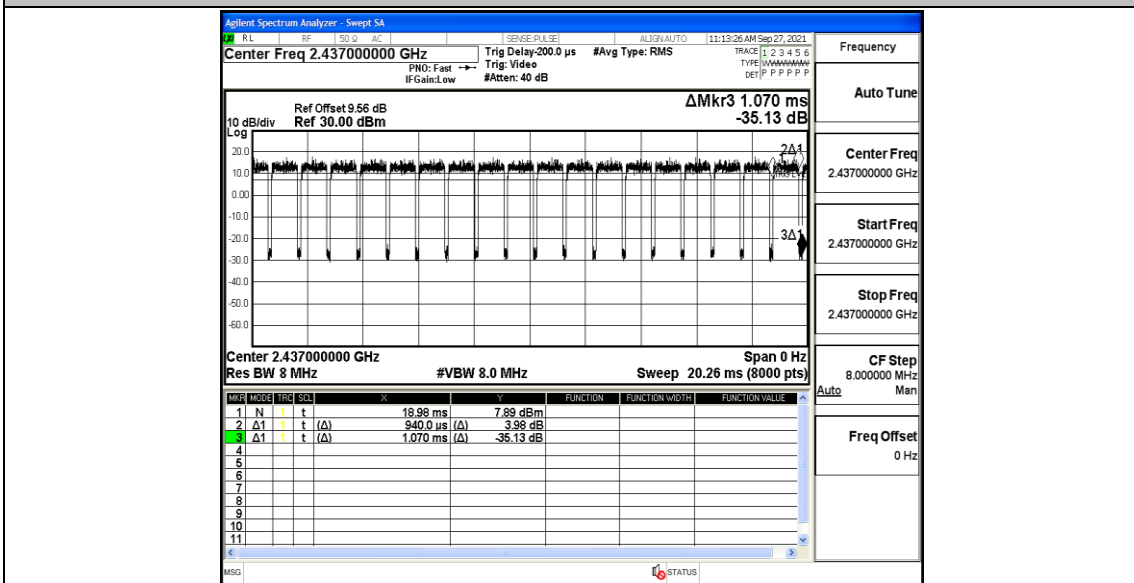 Agilent Spectrum Analyzer - Swept SA
RL RF 50 Ω AC SENSE:PULSE ALIGN AUTO 11:13:26 AM Sep 27, 2021
Center Freq 2.437000000 GHz
PNO: Fast
IFGain:Low
Trig Delay-200.0 µs
Trig: Video
#Atten: 40 dB
#Avg Type: RMS
TRACE 1 2 3 4 5 6
TYPE
DET P P P P P P
ΔMkr3 1.070 ms
-35.13 dB
Ref Offset 9.56 dB
10 dB/div Ref 30.00 dBm
Log
20.0
10.0
0.00
-10.0
-20.0
-30.0
-40.0
-50.0
-60.0
2Δ1
3Δ1
Center 2.437000000 GHz Span 0 Hz
Res BW 8 MHz #VBW 8.0 MHz Sweep 20.26 ms (8000 pts)
MKR MODE TRC SCL X Y FUNCTION FUNCTION WIDTH FUNCTION VALUE
1 N 1 t 18.98 ms 7.89 dBm
2 Δ1 1 t (Δ) 940.0 µs (Δ) 3.98 dB
3 Δ1 1 t (Δ) 1.070 ms (Δ) -35.13 dB
4
5
6
7
8
9
10
11
MSG STATUS
Frequency
Auto Tune
Center Freq
2.437000000 GHz
Start Freq
2.437000000 GHz
Stop Freq
2.437000000 GHz
CF Step
8.000000 MHz
Auto Man
Freq Offset
0 Hz